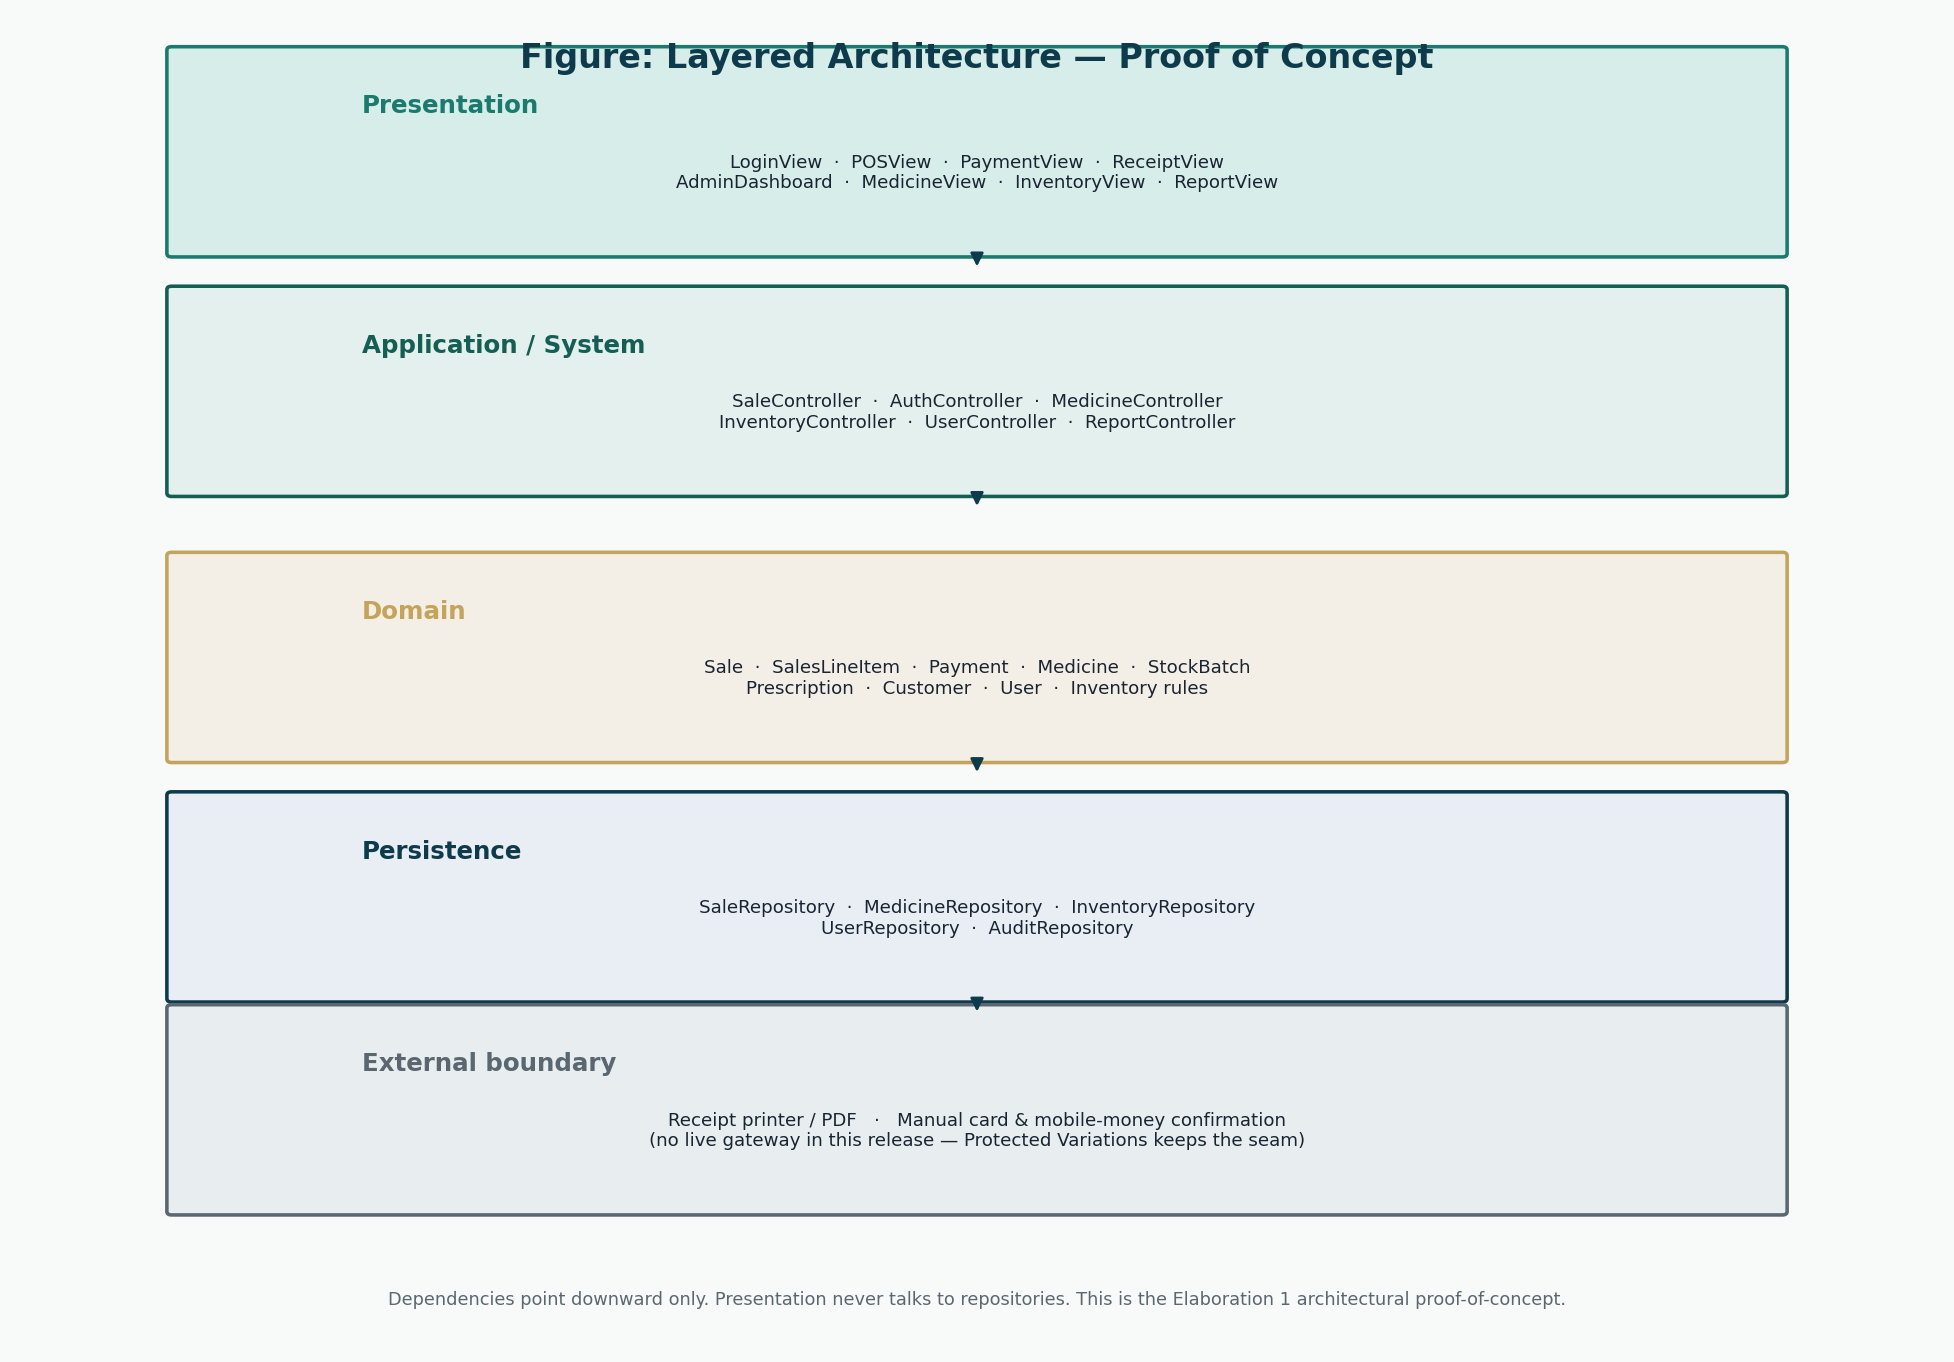 Figure: Layered Architecture — Proof of Concept
Presentation
LoginView · POSView · PaymentView · ReceiptView
AdminDashboard · MedicineView · InventoryView · ReportView
Application / System
SaleController · AuthController · MedicineController
InventoryController · UserController · ReportController
Domain
Sale · SalesLineItem · Payment · Medicine · StockBatch
Prescription · Customer · User · Inventory rules
Persistence
SaleRepository · MedicineRepository · InventoryRepository
UserRepository · AuditRepository
External boundary
Receipt printer / PDF · Manual card & mobile-money confirmation
(no live gateway in this release — Protected Variations keeps the seam)
Dependencies point downward only. Presentation never talks to repositories. This is the Elaboration 1 architectural proof-of-concept.